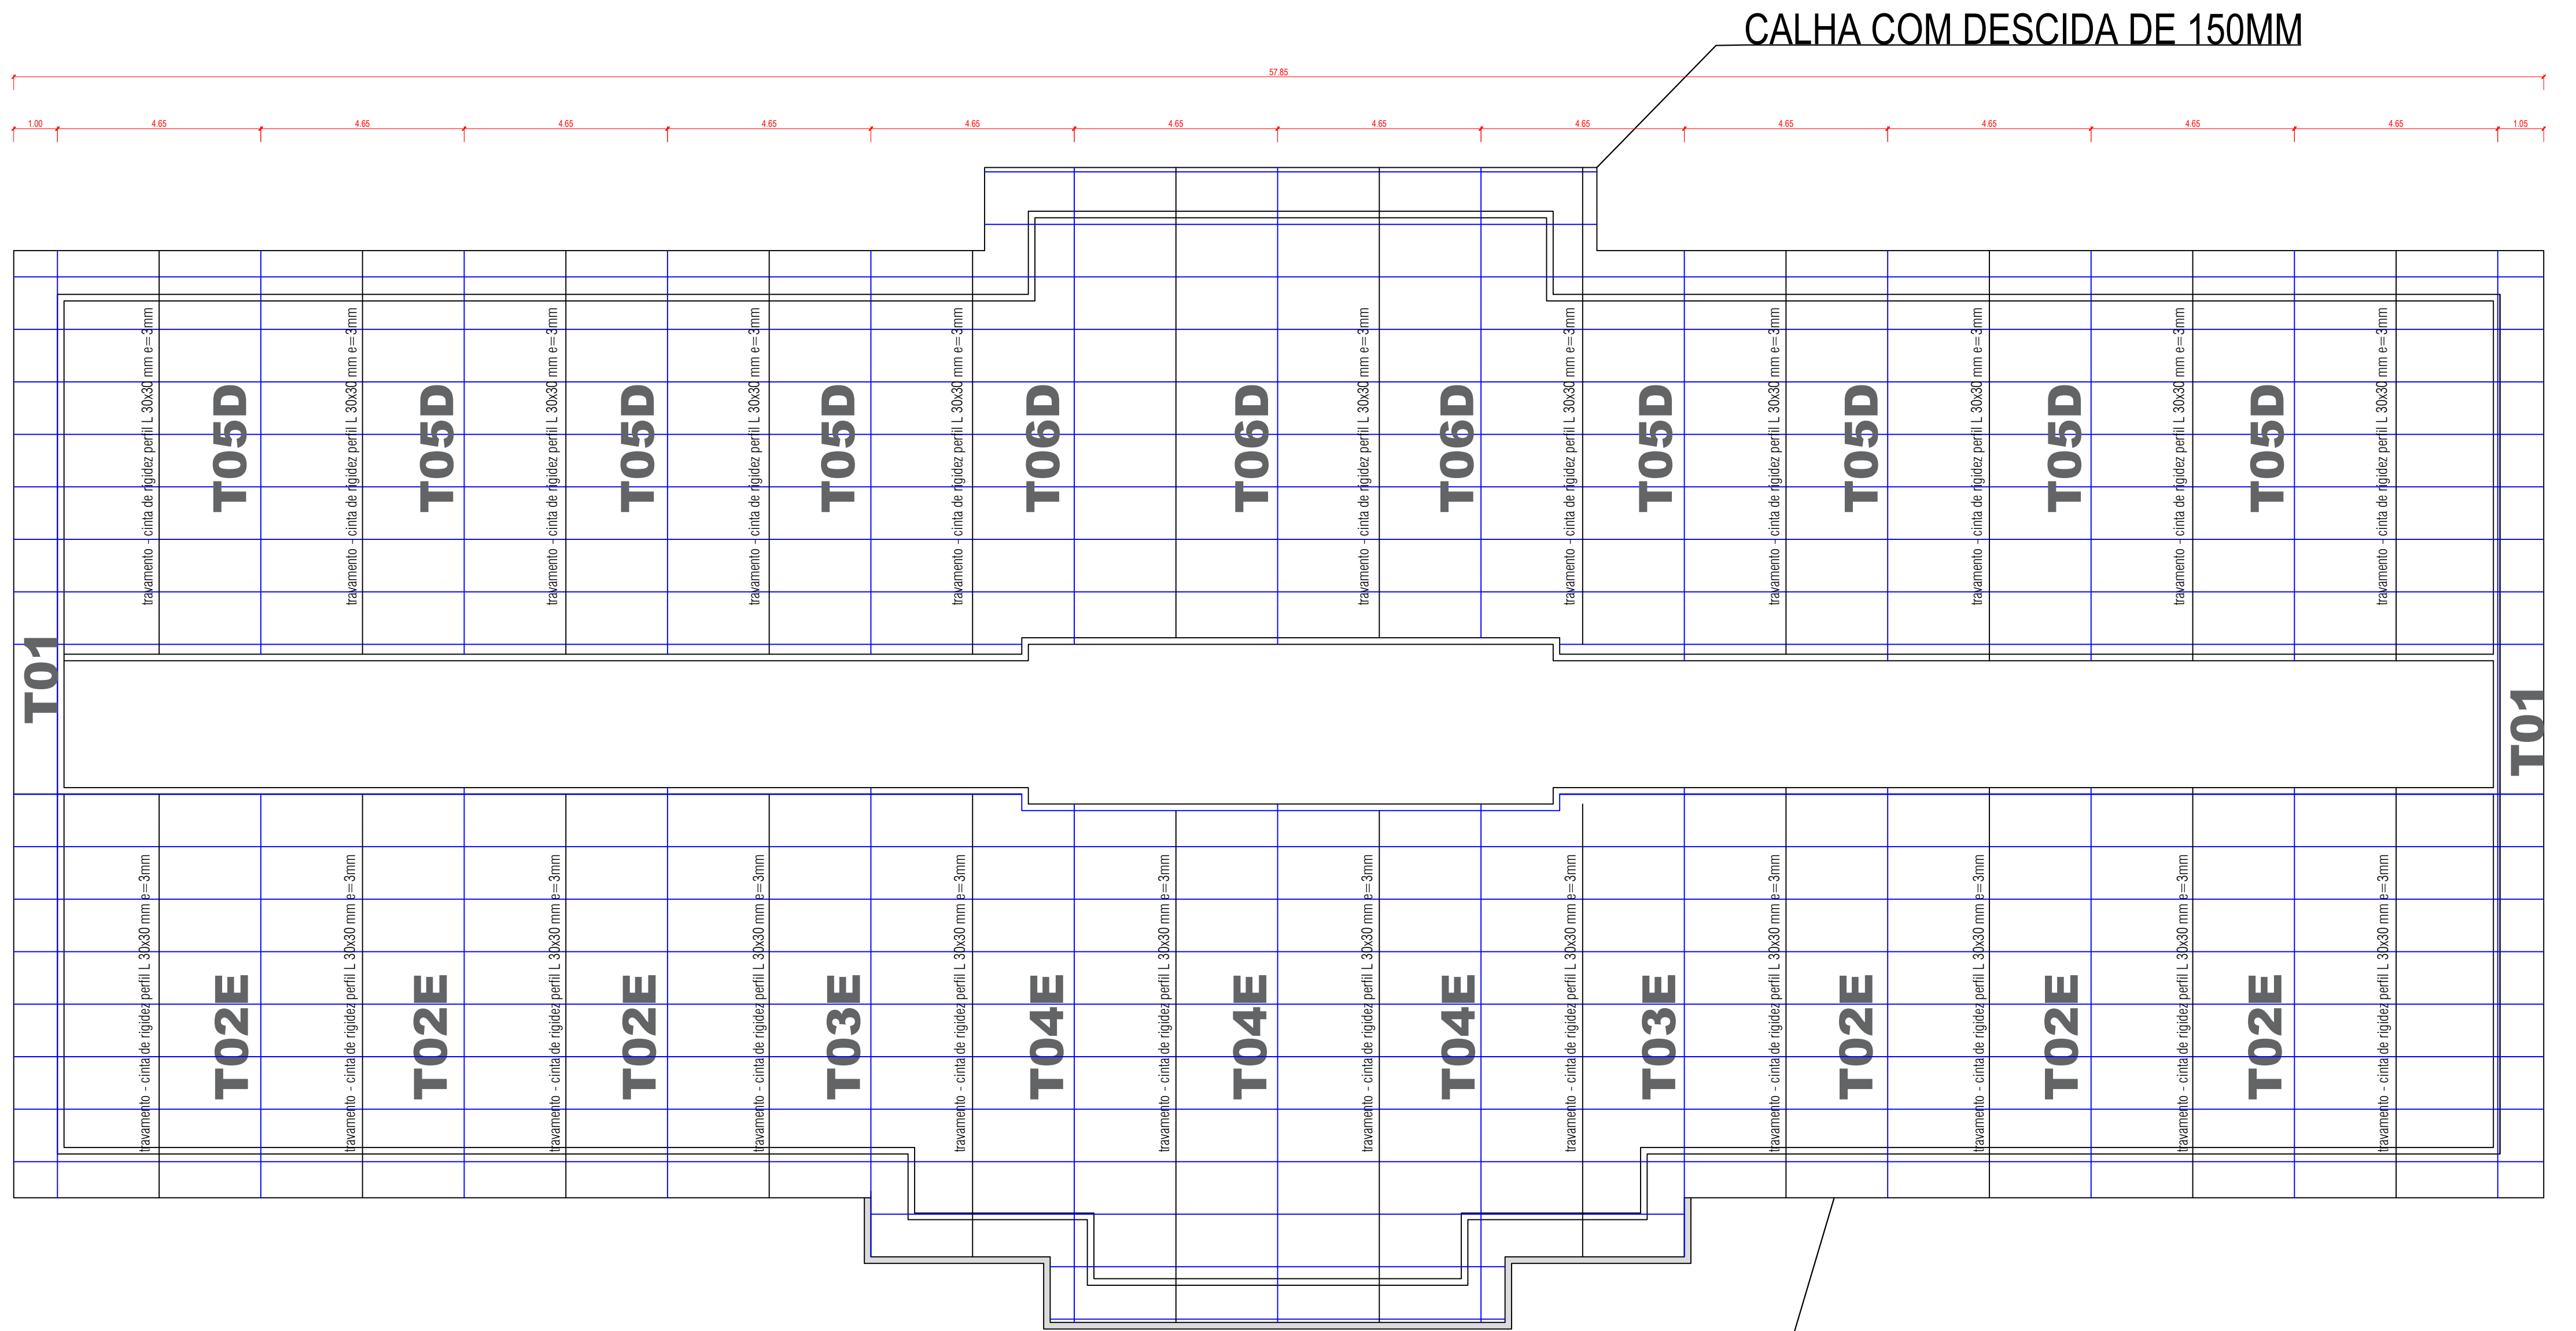 CALHA COM DESCIDA DE 150MM
57.85
1.00
4.65
4.65
4.65
4.65
4.65
4.65
4.65
4.65
4.65
4.65
4.65
4.65
1.05
travamento - cinta de rigidez perfil L 30x30 mm e=3mm
T05D
travamento - cinta de rigidez perfil L 30x30 mm e=3mm
T05D
travamento - cinta de rigidez perfil L 30x30 mm e=3mm
T05D
travamento - cinta de rigidez perfil L 30x30 mm e=3mm
T05D
travamento - cinta de rigidez perfil L 30x30 mm e=3mm
T06D
T06D
travamento - cinta de rigidez perfil L 30x30 mm e=3mm
T06D
travamento - cinta de rigidez perfil L 30x30 mm e=3mm
T05D
travamento - cinta de rigidez perfil L 30x30 mm e=3mm
T05D
travamento - cinta de rigidez perfil L 30x30 mm e=3mm
T05D
travamento - cinta de rigidez perfil L 30x30 mm e=3mm
T05D
travamento - cinta de rigidez perfil L 30x30 mm e=3mm
T01
T01
travamento - cinta de rigidez perfil L 30x30 mm e=3mm
T02E
travamento - cinta de rigidez perfil L 30x30 mm e=3mm
T02E
travamento - cinta de rigidez perfil L 30x30 mm e=3mm
T02E
travamento - cinta de rigidez perfil L 30x30 mm e=3mm
T03E
travamento - cinta de rigidez perfil L 30x30 mm e=3mm
T04E
travamento - cinta de rigidez perfil L 30x30 mm e=3mm
T04E
travamento - cinta de rigidez perfil L 30x30 mm e=3mm
T04E
travamento - cinta de rigidez perfil L 30x30 mm e=3mm
T03E
travamento - cinta de rigidez perfil L 30x30 mm e=3mm
T02E
travamento - cinta de rigidez perfil L 30x30 mm e=3mm
T02E
travamento - cinta de rigidez perfil L 30x30 mm e=3mm
T02E
travamento - cinta de rigidez perfil L 30x30 mm e=3mm